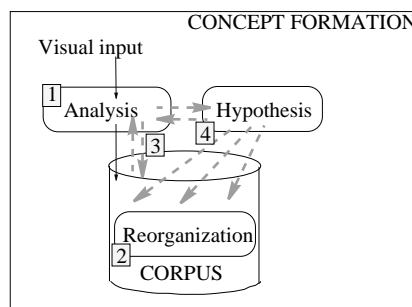 CONCEPT FORMATION
Visual input
1
Analysis
Hypothesis
4
3
Reorganization
2
CORPUS